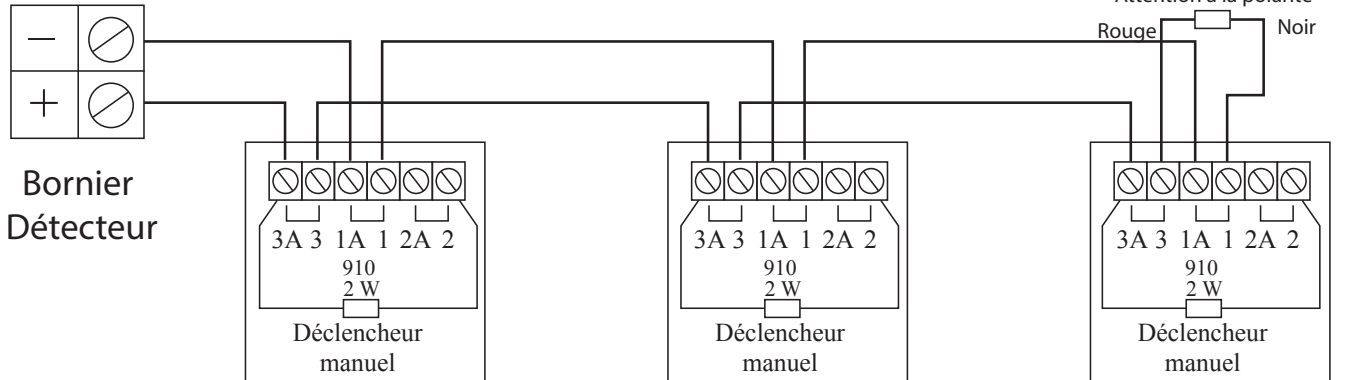 Attention à la polarité
Rouge
Noir
−
+
Bornier
Détecteur
3A 3 1A 1 2A 2
910
2 W
Déclencheur
manuel
3A 3 1A 1 2A 2
910
2 W
Déclencheur
manuel
3A 3 1A 1 2A 2
910
2 W
Déclencheur
manuel